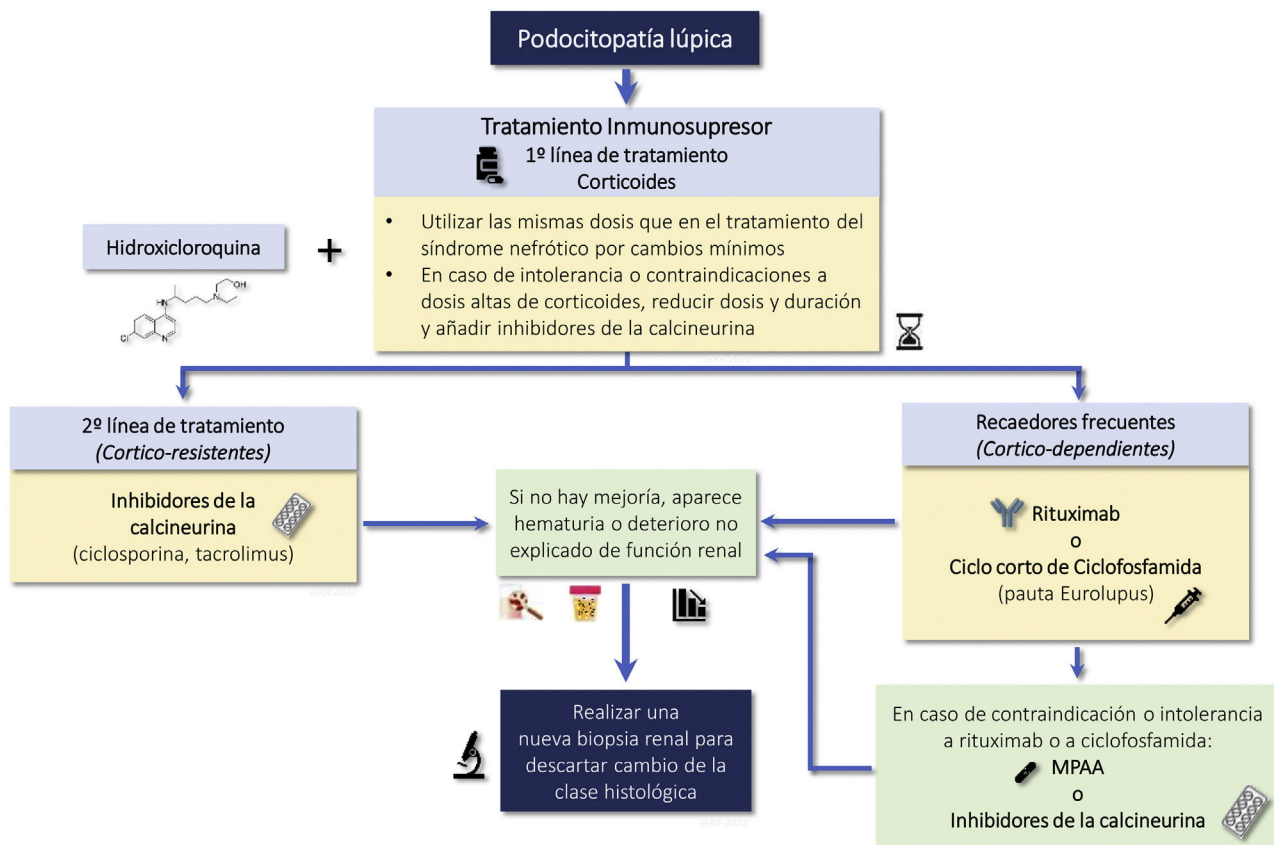 Podocitopatía lúpica
Tratamiento Inmunosupresor
1º línea de tratamiento
Corticoides
Hidroxicloroquina
+
• Utilizar las mismas dosis que en el tratamiento del
síndrome nefrótico por cambios mínimos
• En caso de intolerancia o contraindicaciones a
dosis altas de corticoides, reducir dosis y duración
y añadir inhibidores de la calcineurina
OH
N
HN
Cl
N
2º línea de tratamiento
(Cortico-resistentes)
Inhibidores de la
calcineurina
(ciclosporina, tacrolimus)
Si no hay mejoría, aparece
hematuria o deterioro no
explicado de función renal
Recaedores frecuentes
(Cortico-dependientes)
Rituximab
o
Ciclo corto de Ciclofosfamida
(pauta Eurolupus)
Realizar una
nueva biopsia renal para
descartar cambio de la
clase histológica
En caso de contraindicación o intolerancia
a rituximab o a ciclofosfamida:
MPAA
o
Inhibidores de la calcineurina